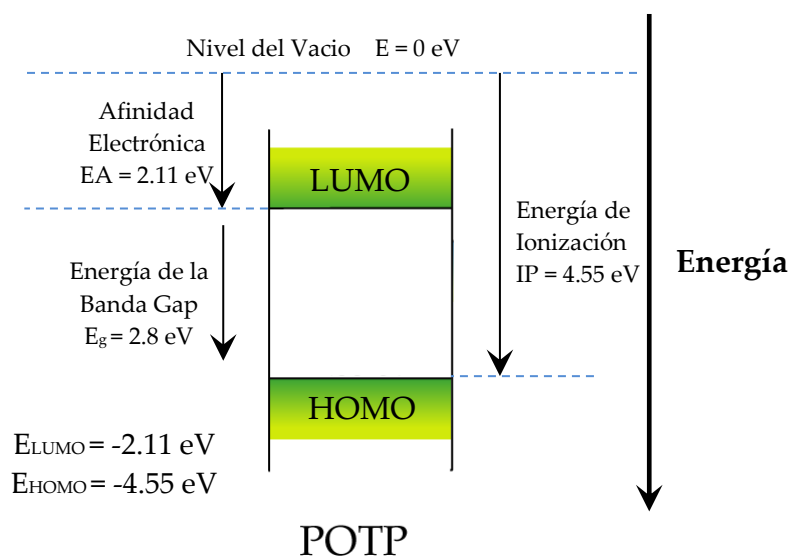 Nivel del Vacio E = 0 eV
Afinidad
Electrónica
EA = 2.11 eV
LUMO
Energía de
Ionización
IP = 4.55 eV
Energía
Energía de la
Banda Gap
Eg = 2.8 eV
HOMO
ELUMO = -2.11 eV
EHOMO = -4.55 eV
POTP